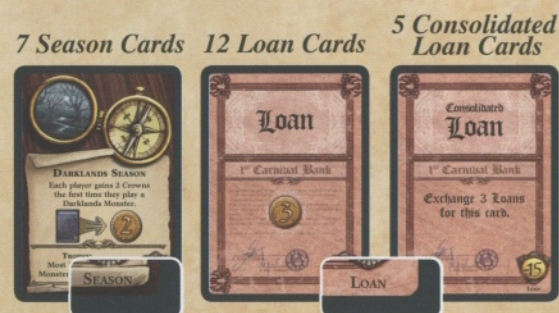 7 Season Cards
12 Loan Cards
5 Consolidated
Loan Cards
DARKLANDS SEASON
Each player gains 2 Crowns
the first time they play a
Darklands Monster.
2
Most
Monster
SEASON
Loan
1st Carnival Bank
3
LOAN
Consolidated
Loan
1st Carnival Bank
Exchange 3 Loans
for this card.
-15